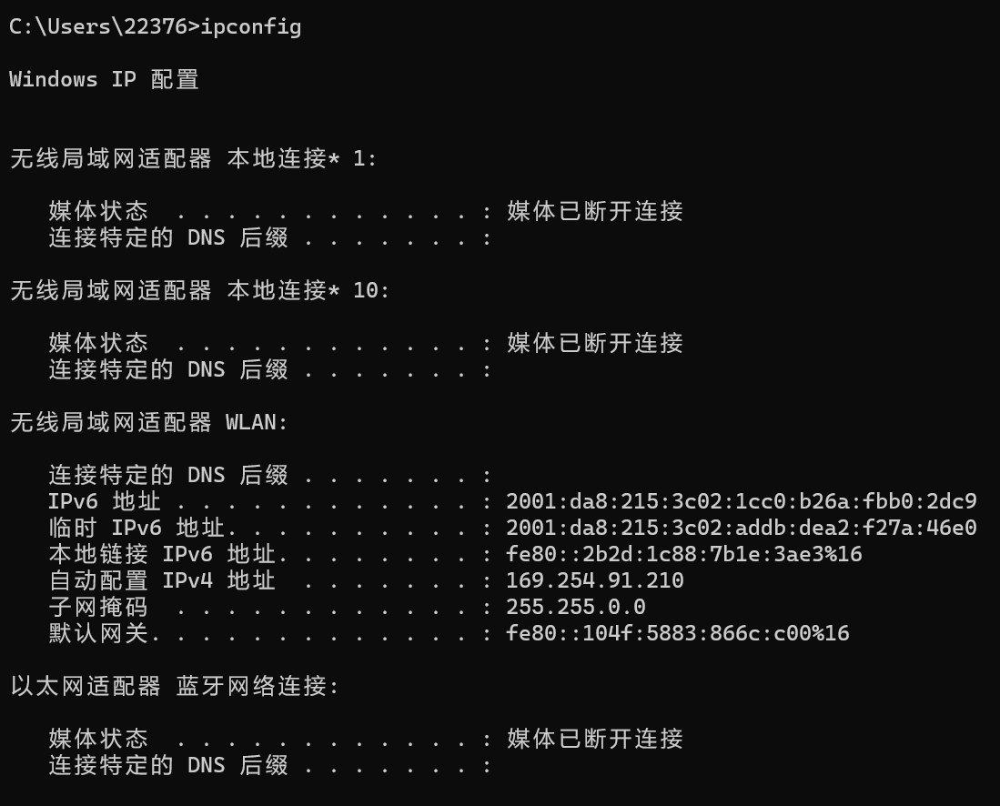 C:\Users\22376>ipconfig
Windows IP 配置
无线局域网适配器 本地连接* 1:
媒体状态  . . . . . . . . . . . . : 媒体已断开连接
连接特定的 DNS 后缀 . . . . . . . :
无线局域网适配器 本地连接* 10:
媒体状态  . . . . . . . . . . . . : 媒体已断开连接
连接特定的 DNS 后缀 . . . . . . . :
无线局域网适配器 WLAN:
连接特定的 DNS 后缀 . . . . . . . :
IPv6 地址 . . . . . . . . . . . . : 2001:da8:215:3c02:1cc0:b26a:fbb0:2dc9
临时 IPv6 地址. . . . . . . . . . : 2001:da8:215:3c02:addb:dea2:f27a:46e0
本地链接 IPv6 地址. . . . . . . . : fe80::2b2d:1c88:7b1e:3ae3%16
自动配置 IPv4 地址  . . . . . . . : 169.254.91.210
子网掩码  . . . . . . . . . . . . : 255.255.0.0
默认网关. . . . . . . . . . . . . : fe80::104f:5883:866c:c00%16
以太网适配器 蓝牙网络连接:
媒体状态  . . . . . . . . . . . . : 媒体已断开连接
连接特定的 DNS 后缀 . . . . . . . :